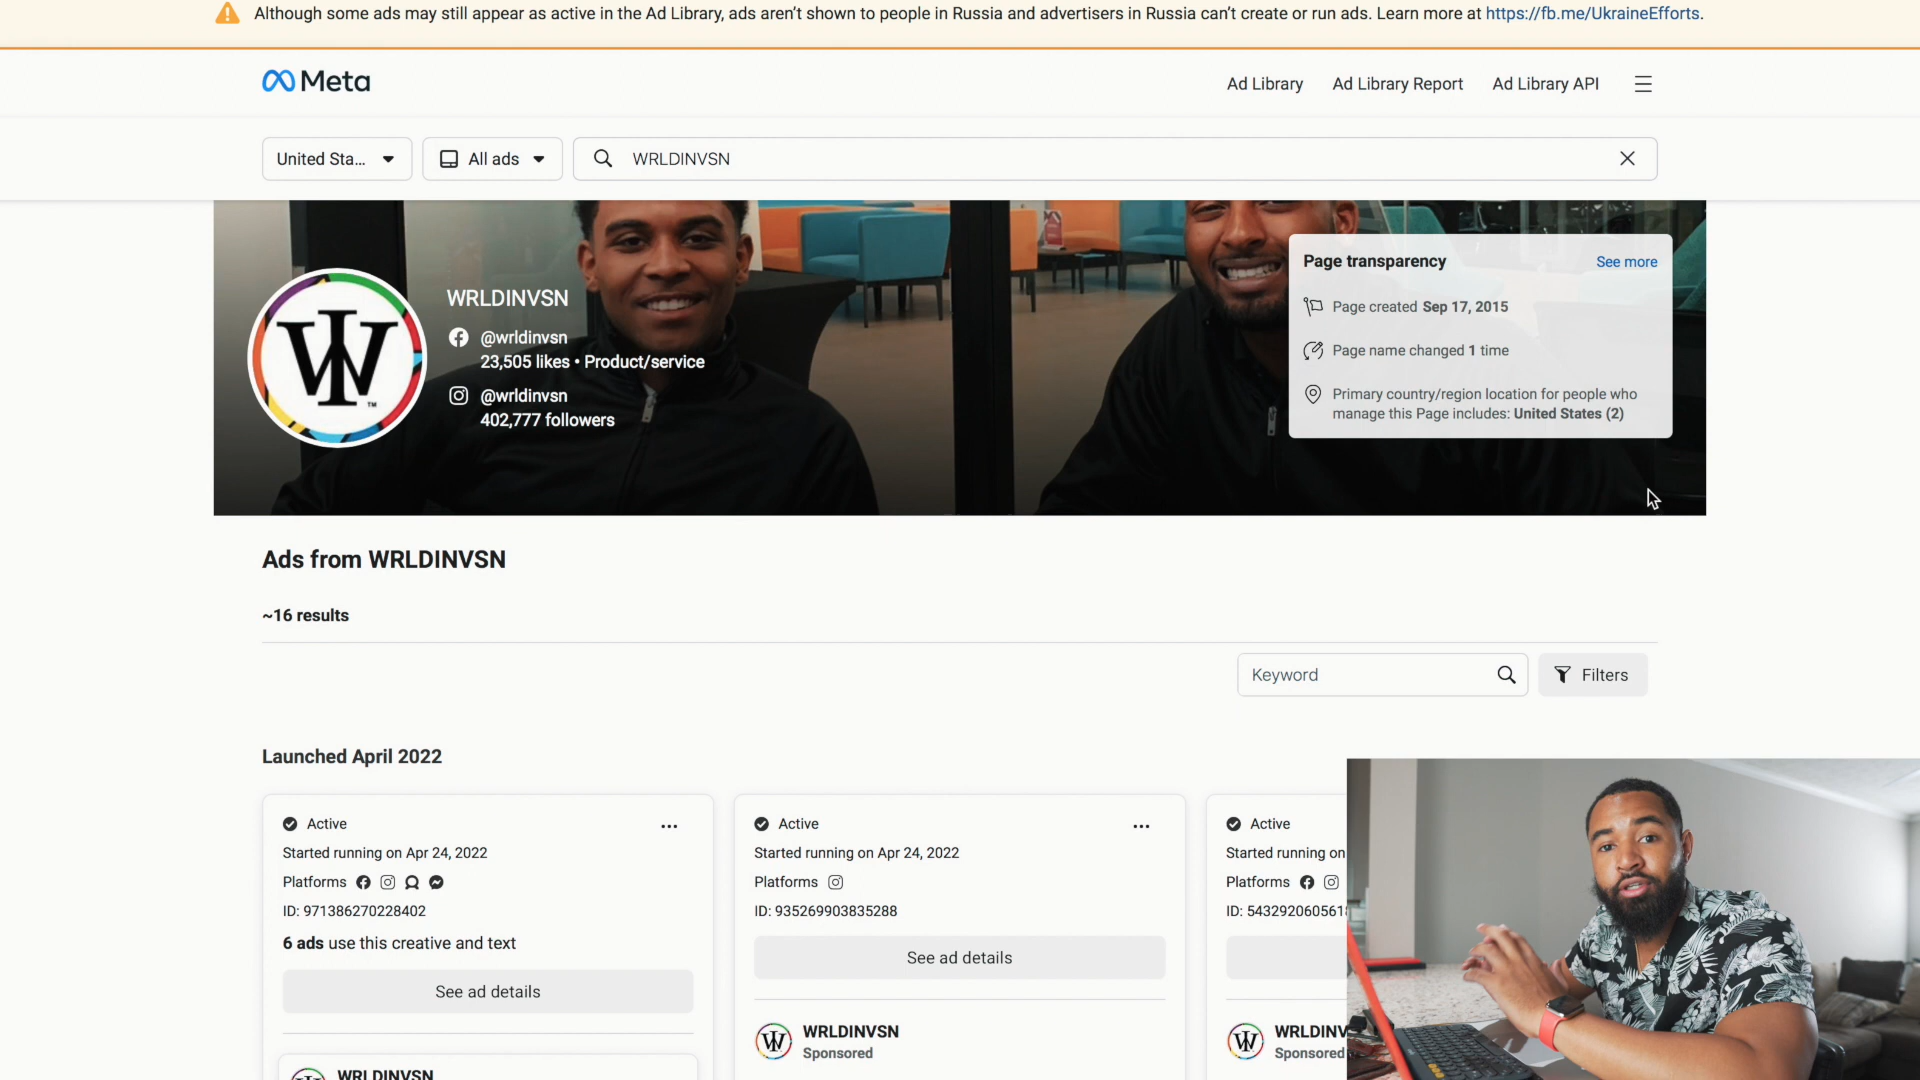 Although some ads may still appear as active in the Ad Library, ads aren't shown to people in Russia and advertisers in Russia can't create or run ads. Learn more at https://fb.me/UkraineEfforts.
Meta
Ad Library
Ad Library Report
Ad Library API
United Sta...
All ads
WRLDINVSN
Page transparency
See more
Page created Sep 17, 2015
Page name changed 1 time
Primary country/region location for people who
manage this Page includes: United States (2)
WRLDINVSN
@wrldinvsn
23,505 likes • Product/service
@wrldinvsn
402,777 followers
Ads from WRLDINVSN
~16 results
Keyword
Filters
Launched April 2022
Active
Started running on Apr 24, 2022
Platforms
ID: 971386270228402
6 ads use this creative and text
See ad details
WRLDINVSN
Active
Started running on Apr 24, 2022
Platforms
ID: 935269903835288
See ad details
WRLDINVSN
Sponsored
Active
Started running on
Platforms
ID: 543292060561
WRLDINV
Sponsored